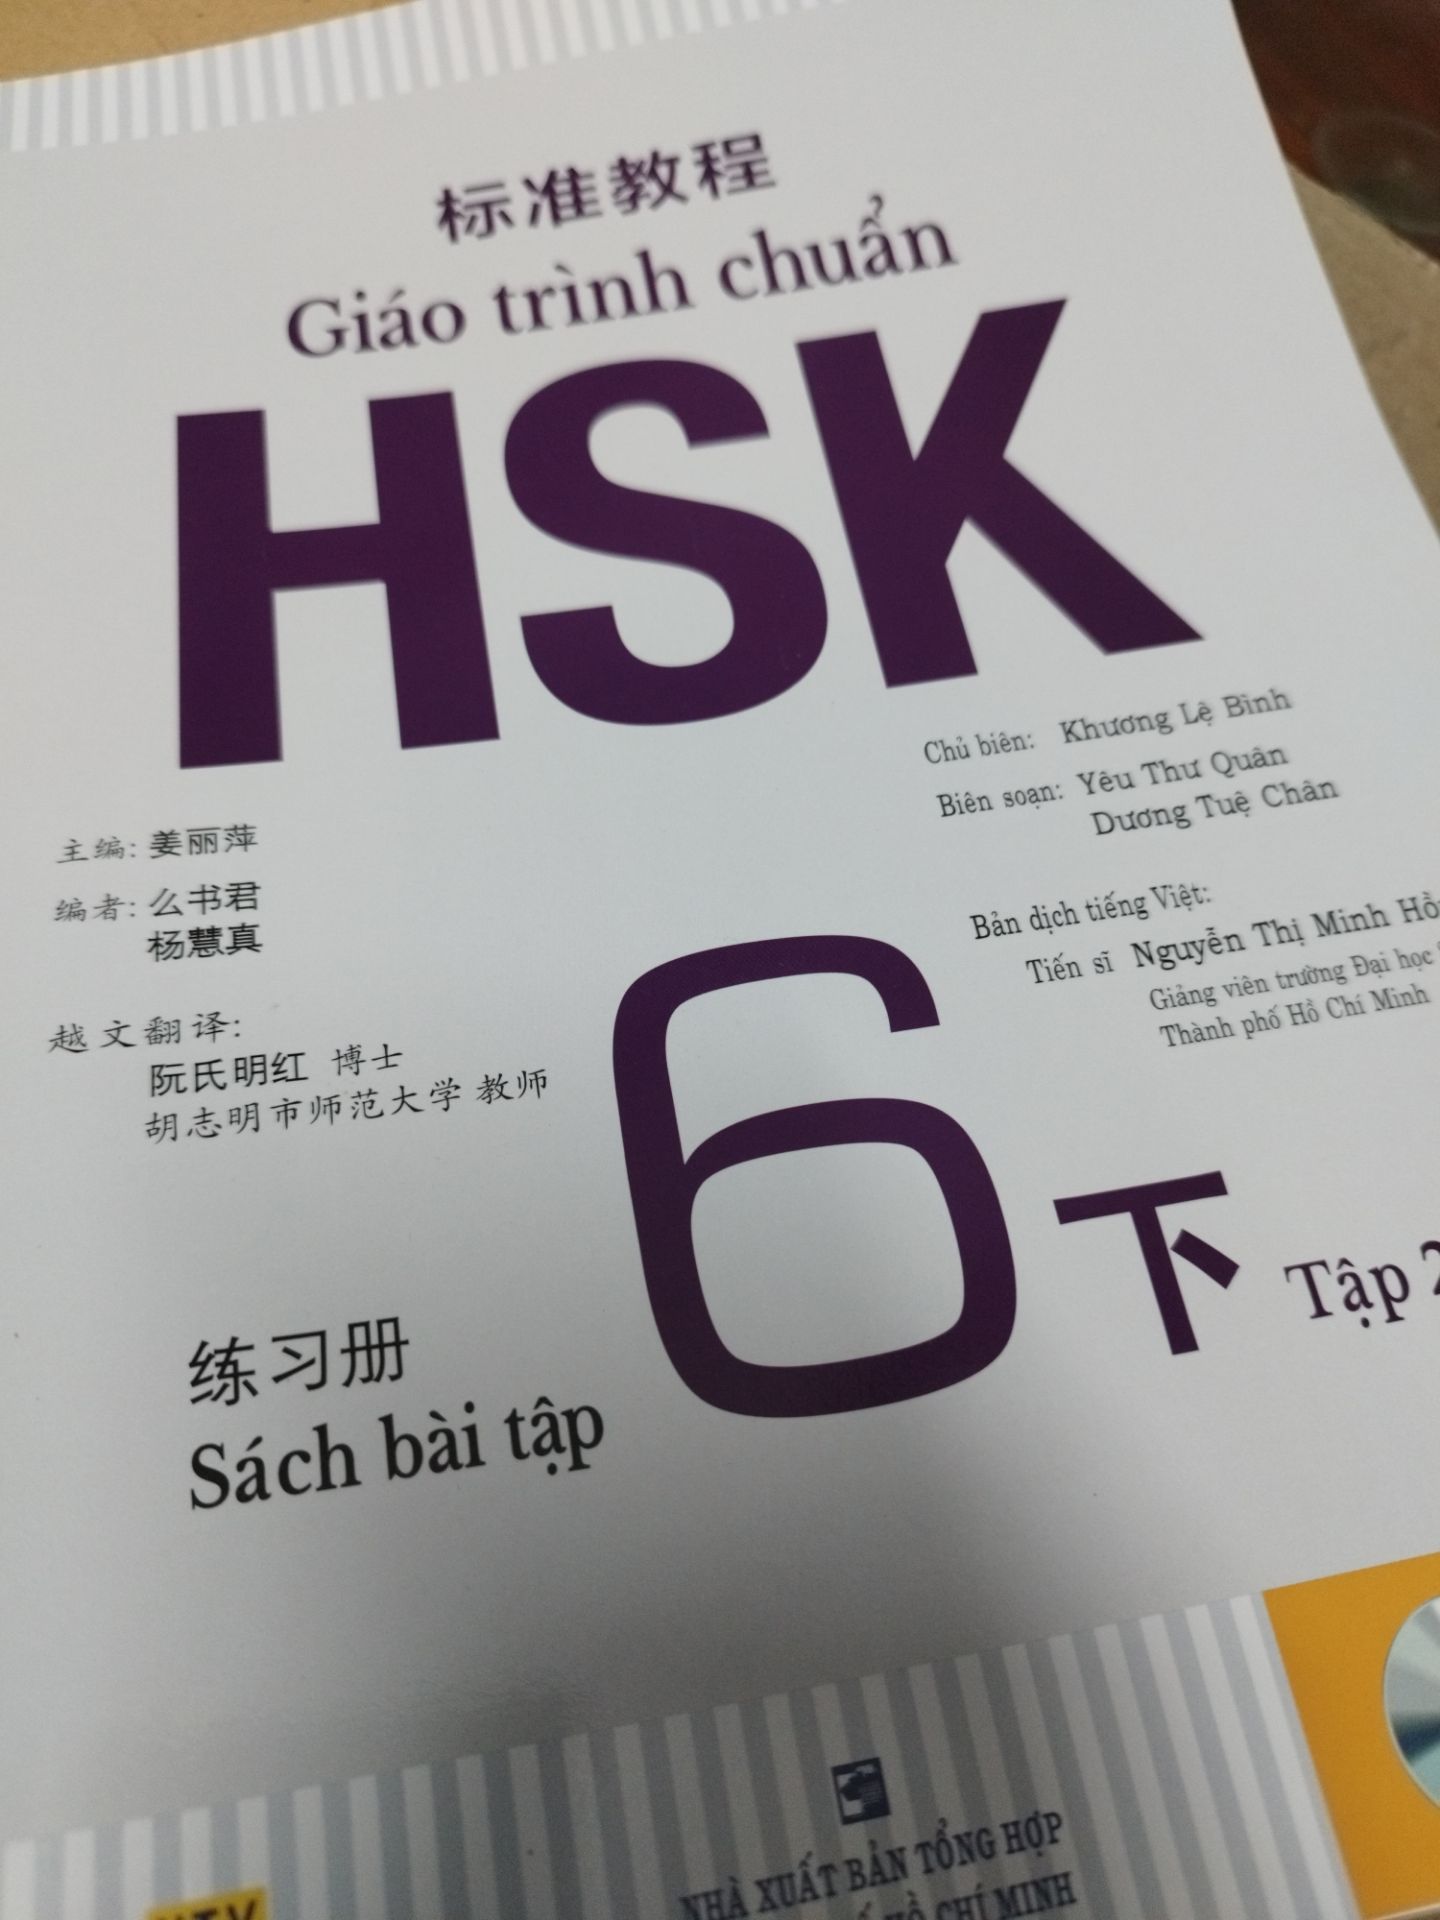 标准教程
Giáo trình chuẩn
HSK
Chủ biên: Khương Lệ Bình
Biên soạn: Yêu Thư Quân
Dương Tuệ Chân
主编: 姜丽萍
编者: 么书君
杨慧真
Bản dịch tiếng Việt:
Tiến sĩ Nguyễn Thị Minh
Giảng viên trường Đại học
Thành phố Hồ Chí Minh
越文翻译:
阮氏明红 博士
胡志明市师范大学 教师
6 下 Tập 2
练习册
Sách bài tập
NHÀ XUẤT BẢN TỔNG HỢP
HỒ CHÍ MINH